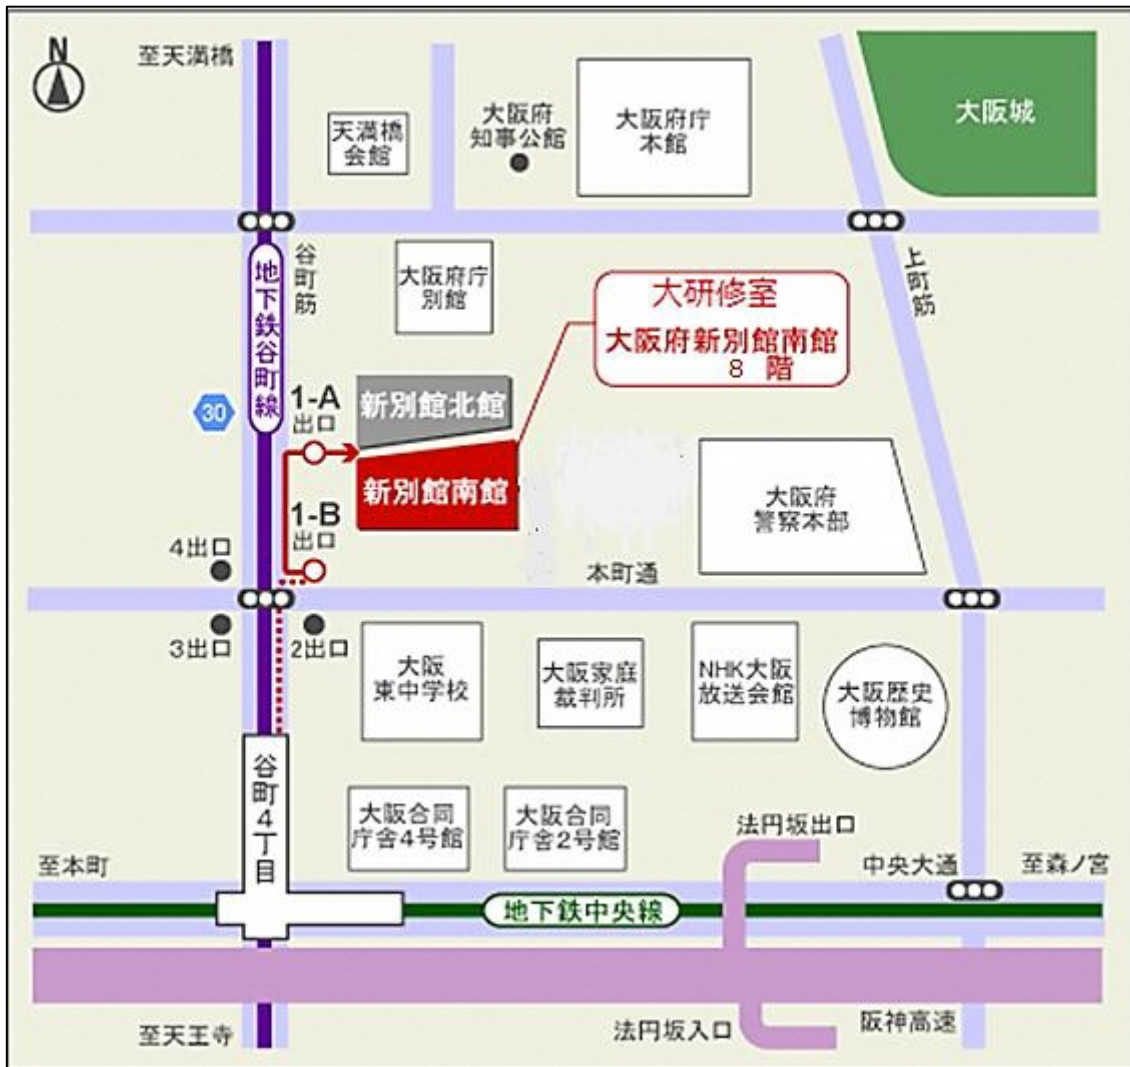 N
至天満橋
天満橋
会館
大阪府
知事公館
大阪府庁
本館
大阪城
谷町筋
地下鉄谷町線
大阪府庁
別館
上町筋
大研修室
大阪府新別館南館
8 階
30
1-A
出口
新別館北館
新別館南館
1-B
出口
大阪府
警察本部
4出口
本町通
3出口
2出口
大阪
東中学校
大阪家庭
裁判所
NHK大阪
放送会館
大阪歴史
博物館
谷町4丁目
大阪合同
庁舎4号館
大阪合同
庁舎2号館
法円坂出口
至本町
中央大通
至森ノ宮
地下鉄中央線
至天王寺
法円坂入口
阪神高速